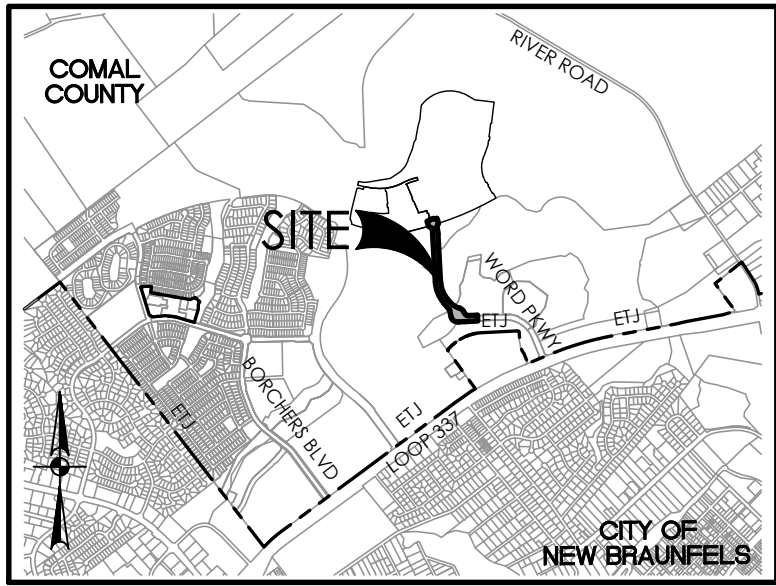 RIVER ROAD
COMAL
COUNTY
SITE
WORD PKWY
ETJ
ETJ
ETJ
BORCHERS BLVD
ETJ
LOOP 337
CITY OF
NEW BRAUNFELS